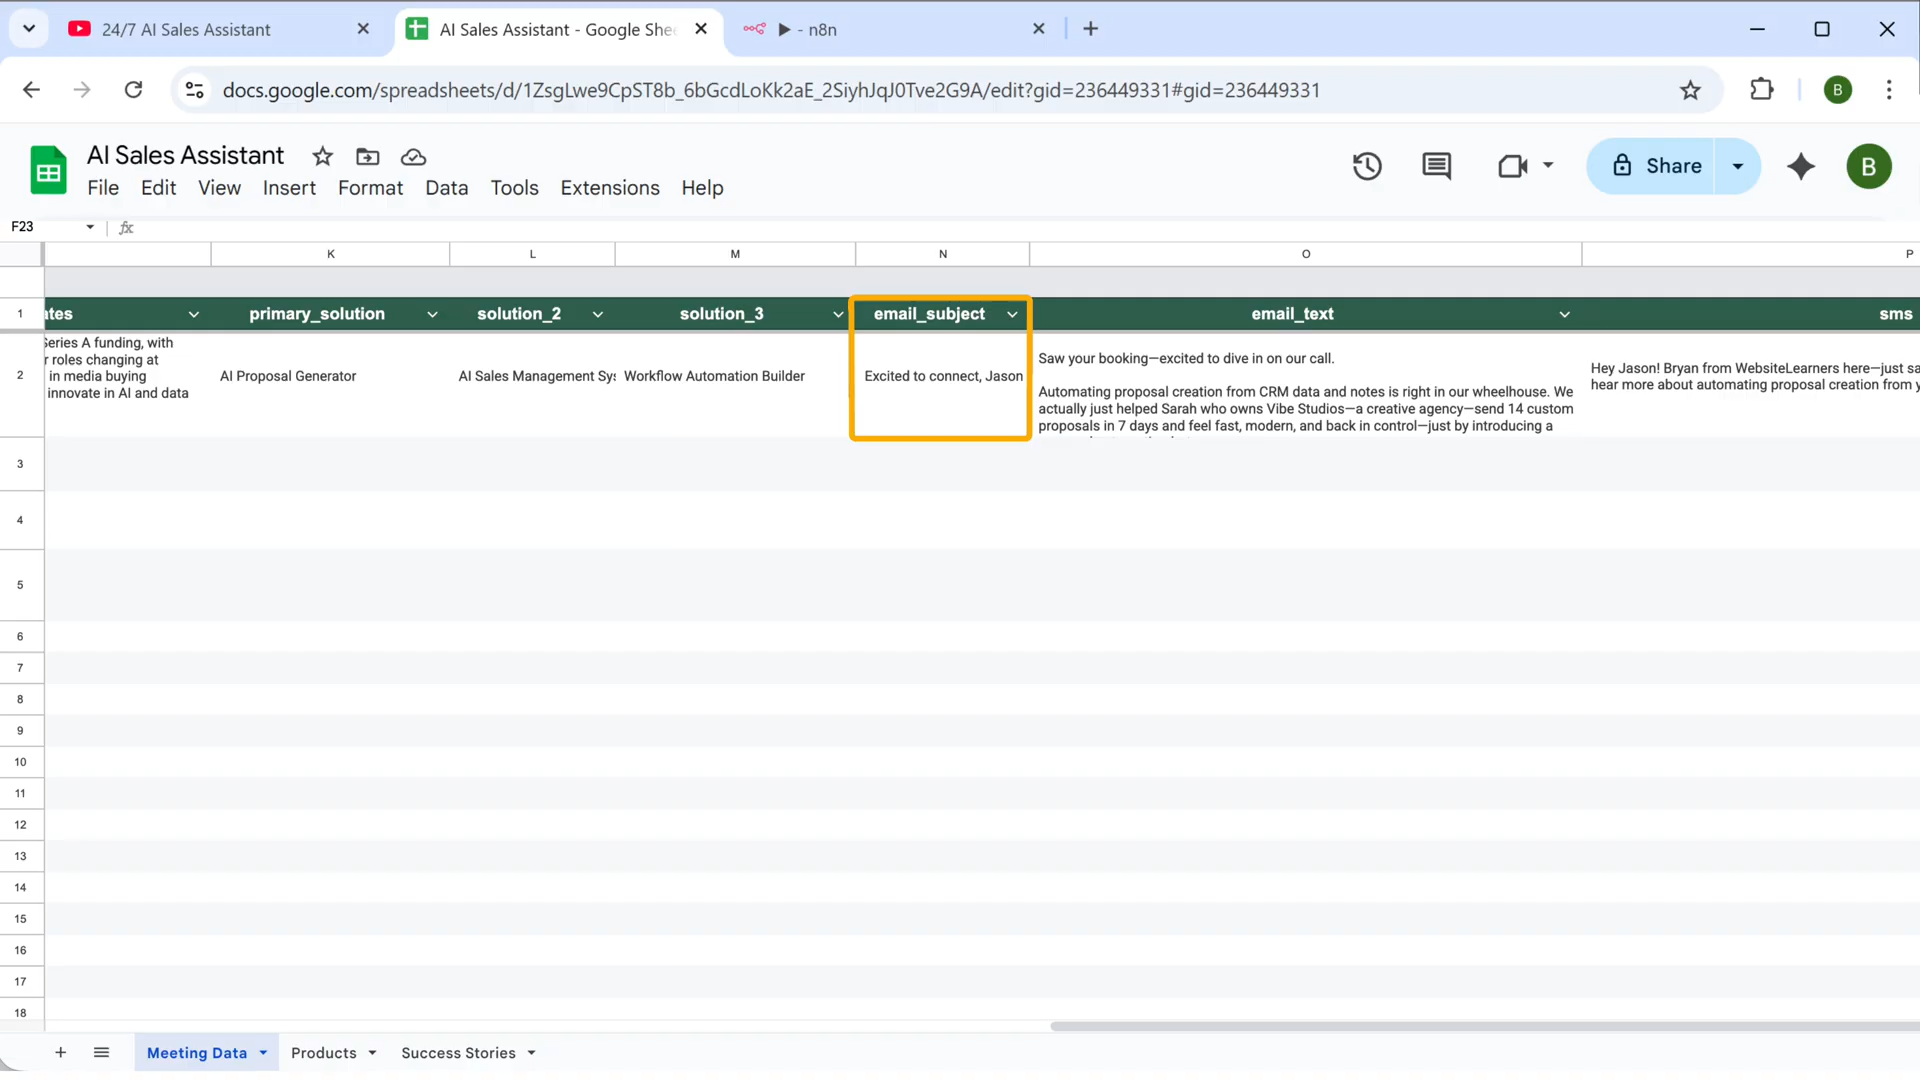 24/7 AI Sales Assistant
AI Sales Assistant - Google She
- n8n
docs.google.com/spreadsheets/d/1ZsgLwe9CpST8b_6bGcdLoKk2aE_2SiyhJqJ0Tve2G9A/edit?gid=236449331#gid=236449331
B
AI Sales Assistant
File Edit View Insert Format Data Tools Extensions Help
Share
B
F23
fx
K L M N O P
1
primary_solution solution_2 solution_3 email_subject email_text sms
2
Series A funding, with
r roles changing at
in media buying
innovate in AI and data
AI Proposal Generator
AI Sales Management Sys
Workflow Automation Builder
Excited to connect, Jason
Saw your booking—excited to dive in on our call.
Automating proposal creation from CRM data and notes is right in our wheelhouse. We
actually just helped Sarah who owns Vibe Studios—a creative agency—send 14 custom
proposals in 7 days and feel fast, modern, and back in control—just by introducing a
Hey Jason! Bryan from WebsiteLearners here—just sa
hear more about automating proposal creation from y
3
4
5
6
7
8
9
10
11
12
13
14
15
16
17
18
Meeting Data Products Success Stories